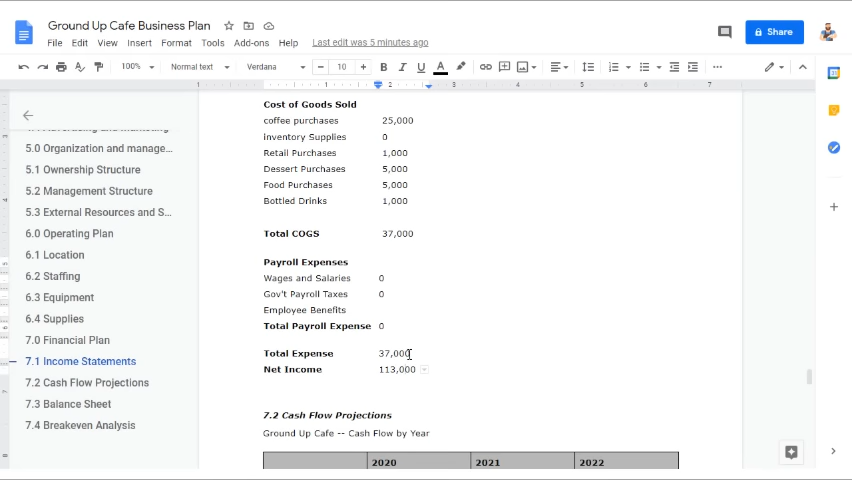 Ground Up Cafe Business Plan
File Edit View Insert Format Tools Add-ons Help Last edit was 5 minutes ago
Share
100% Normal text Verdana 10 B I U A
1 2 3 4 5 6 7
5.0 Organization and manage...
5.1 Ownership Structure
5.2 Management Structure
5.3 External Resources and S...
6.0 Operating Plan
6.1 Location
6.2 Staffing
6.3 Equipment
6.4 Supplies
7.0 Financial Plan
7.1 Income Statements
7.2 Cash Flow Projections
7.3 Balance Sheet
7.4 Breakeven Analysis
Cost of Goods Sold
coffee purchases 25,000
inventory Supplies 0
Retail Purchases 1,000
Dessert Purchases 5,000
Food Purchases 5,000
Bottled Drinks 1,000
Total COGS 37,000
Payroll Expenses
Wages and Salaries 0
Gov't Payroll Taxes 0
Employee Benefits
Total Payroll Expense 0
Total Expense 37,000
Net Income 113,000
7.2 Cash Flow Projections
Ground Up Cafe -- Cash Flow by Year
2020 2021 2022